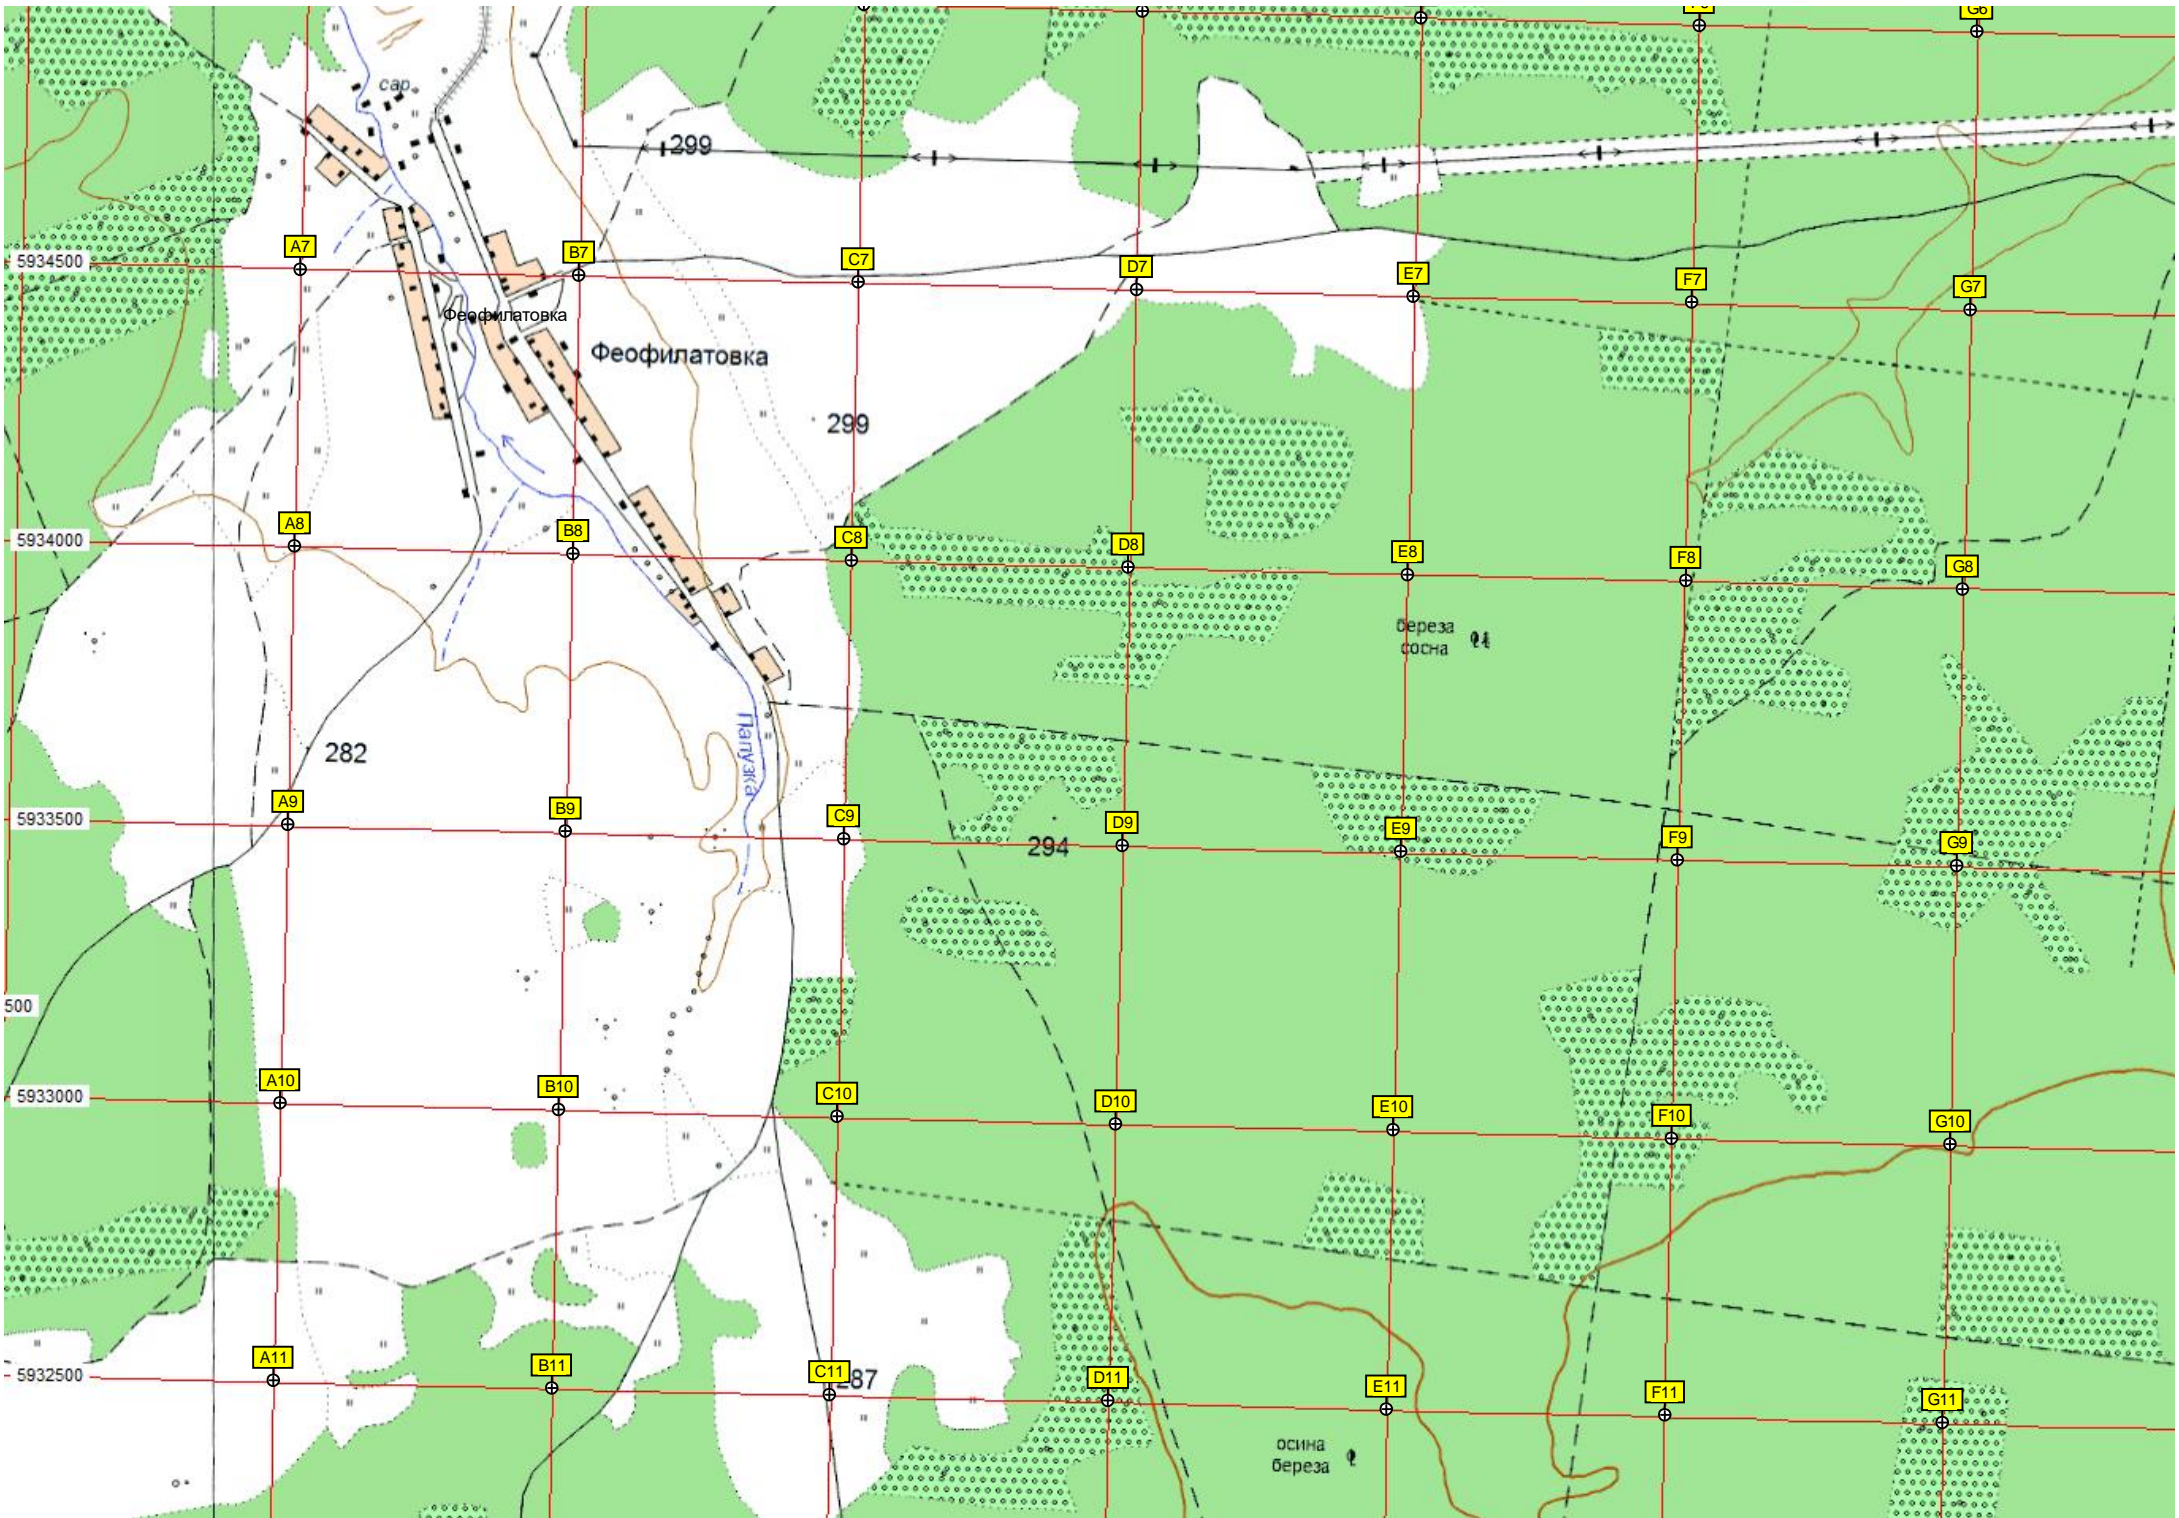 G6
сар.
299
A7
B7
C7
D7
E7
F7
G7
5934500
Феофилатовка
Феофилатовка
299
A8
B8
C8
D8
E8
F8
G8
5934000
береза
сосна
282
Папузка
A9
B9
C9
D9
E9
F9
G9
5933500
294
500
A10
B10
C10
D10
E10
F10
G10
5933000
A11
B11
C11
D11
E11
F11
G11
5932500
287
осина
береза